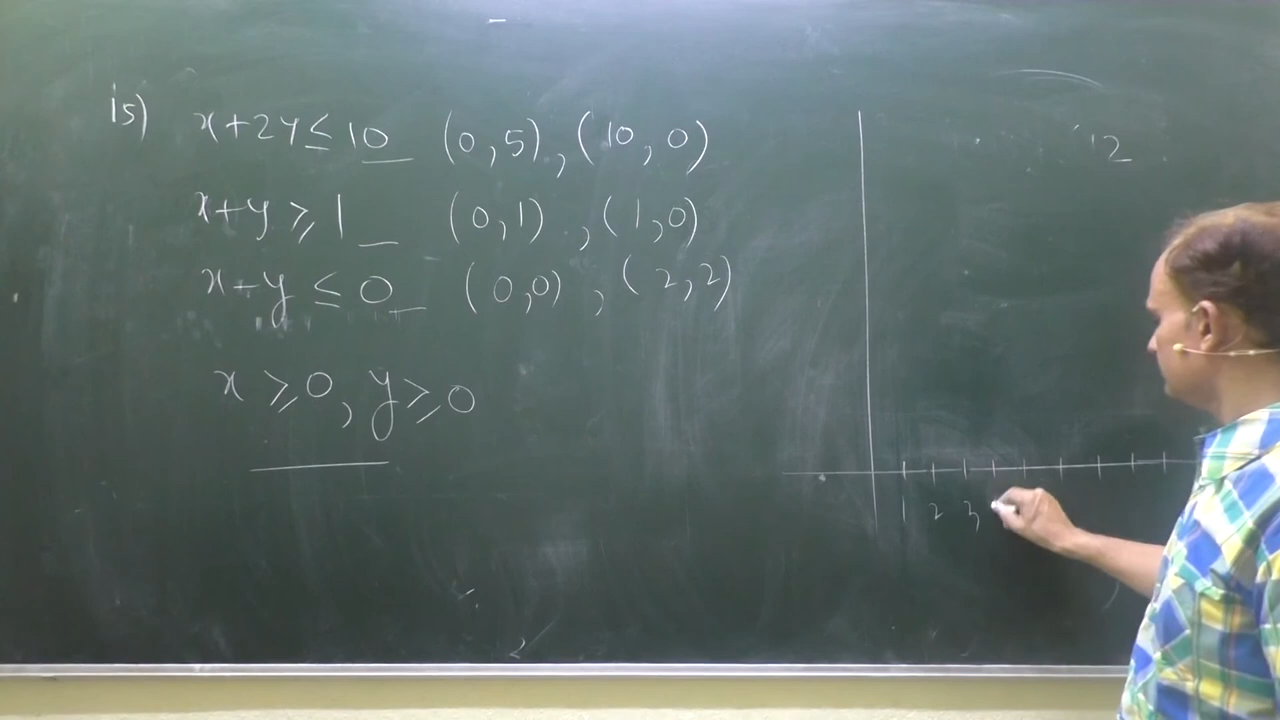 15) x+2y≤10 (0,5), (10,0)
x+y≥1 (0,1), (1,0)
x-y≤0 (0,0), (2,2)
x≥0, y≥0
12
1 2 3